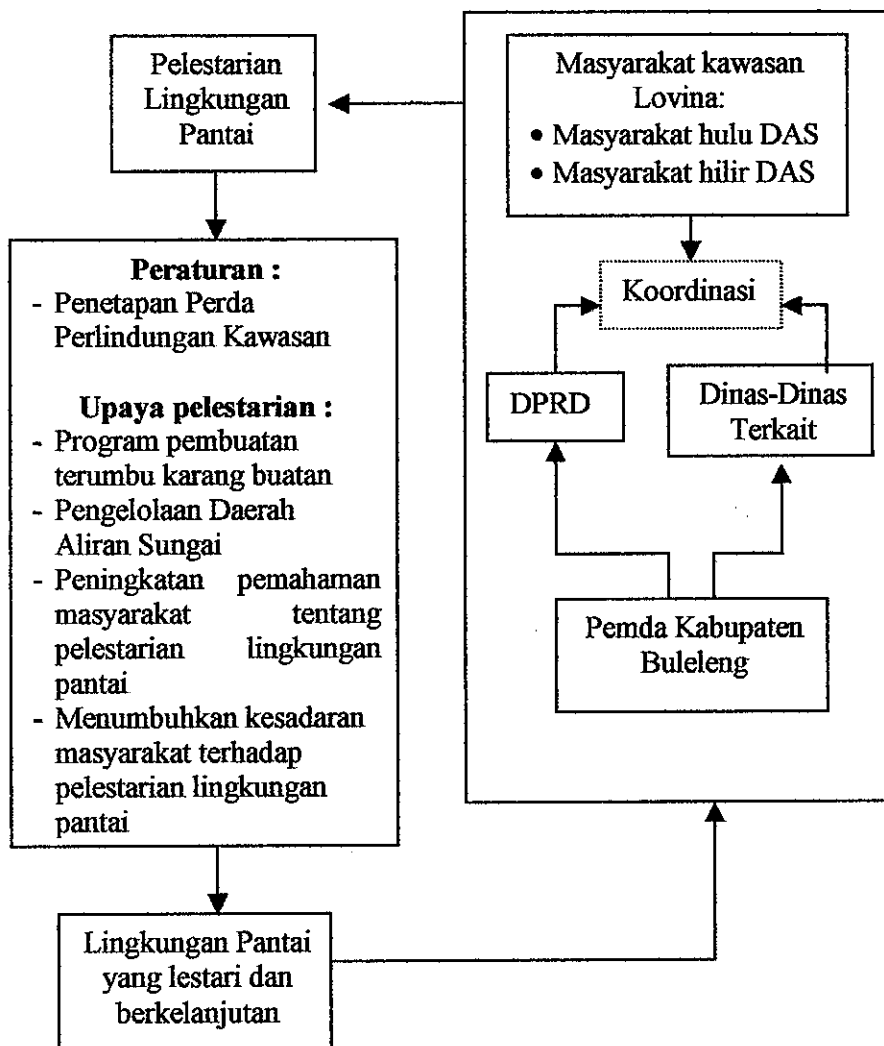 Pelestarian
Lingkungan
Pantai
Peraturan :
- Penetapan Perda
Perlindungan Kawasan
Upaya pelestarian :
- Program pembuatan
terumbu karang buatan
- Pengelolaan Daerah
Aliran Sungai
- Peningkatan pemahaman
masyarakat tentang
pelestarian lingkungan
pantai
- Menumbuhkan kesadaran
masyarakat terhadap
pelestarian lingkungan
pantai
Lingkungan Pantai
yang lestari dan
berkelanjutan
Masyarakat kawasan
Lovina:
• Masyarakat hulu DAS
• Masyarakat hilir DAS
Koordinasi
DPRD
Dinas-Dinas
Terkait
Pemda Kabupaten
Buleleng